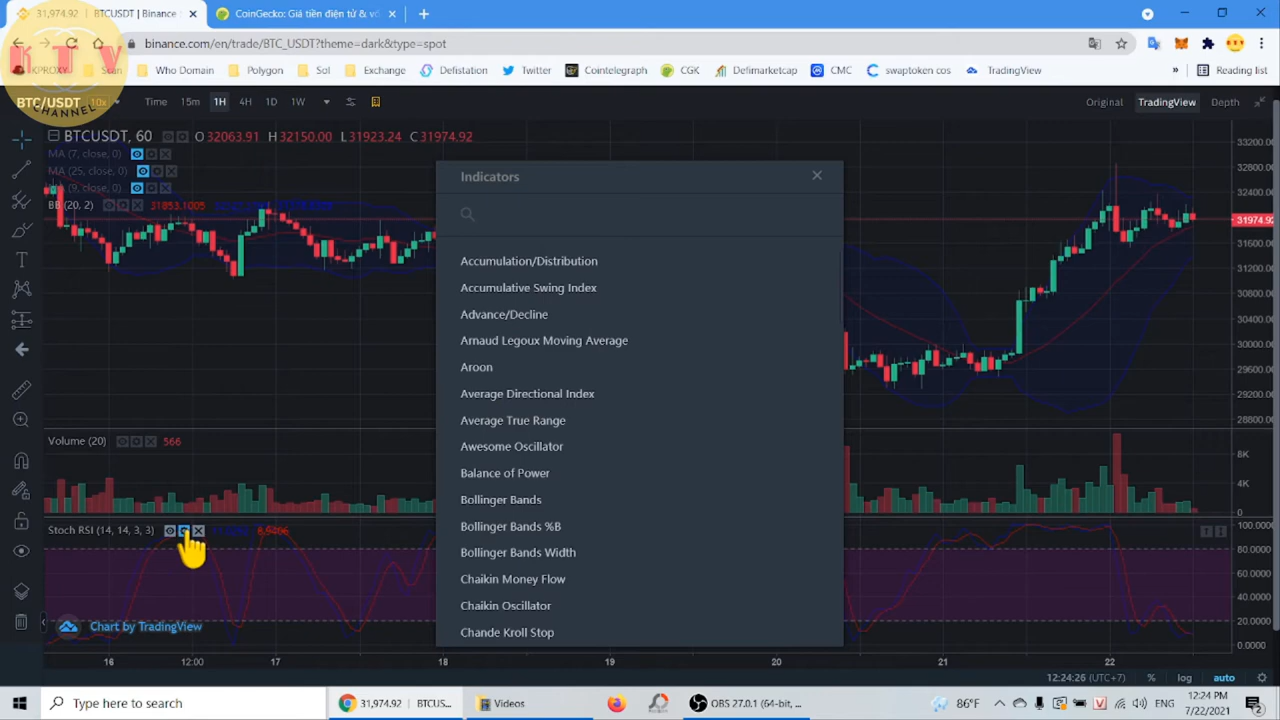 31,974.92 | BTCUSDT | Binance
CoinGecko: Giá tiền điện tử & v
binance.com/en/trade/BTC_USDT?theme=dark&type=spot
KPROXY
Scan
Who Domain
Polygon
Sol
Exchange
Defistation
Twitter
Cointelegraph
CGK
Defimarketcap
CMC
swaptoken cos
TradingView
»
Reading list
KTV
CHANNEL
BTC/USDT 10x
Time 15m 1H 4H 1D 1W
Original TradingView Depth
BTCUSDT, 60 O 32063.91 H 32150.00 L 31923.24 C 31974.92
MA (7, close, 0)
MA (25, close, 0)
(9, close, 0)
BB (20, 2) 31853.1005
Indicators
Accumulation/Distribution
Accumulative Swing Index
Advance/Decline
Arnaud Legoux Moving Average
Aroon
Average Directional Index
Average True Range
Awesome Oscillator
Balance of Power
Bollinger Bands
Bollinger Bands %B
Bollinger Bands Width
Chaikin Money Flow
Chaikin Oscillator
Chande Kroll Stop
33200.00
32800.00
32400.00
31974.92
31600.00
31200.00
30800.00
30400.00
30000.00
29600.00
29200.00
28800.00
Volume (20) 566
8K
4K
0
Stoch RSI (14, 14, 3, 3)
100.0000
80.0000
60.0000
40.0000
20.0000
0.0000
Chart by TradingView
16 12:00 17 18 19 20 21 22
12:24:26 (UTC+7) % log auto
Type here to search
31,974.92 | BTCUS...
Videos
OBS 27.0.1 (64-bit, ...
86°F
V
ENG
12:24 PM
7/22/2021
2